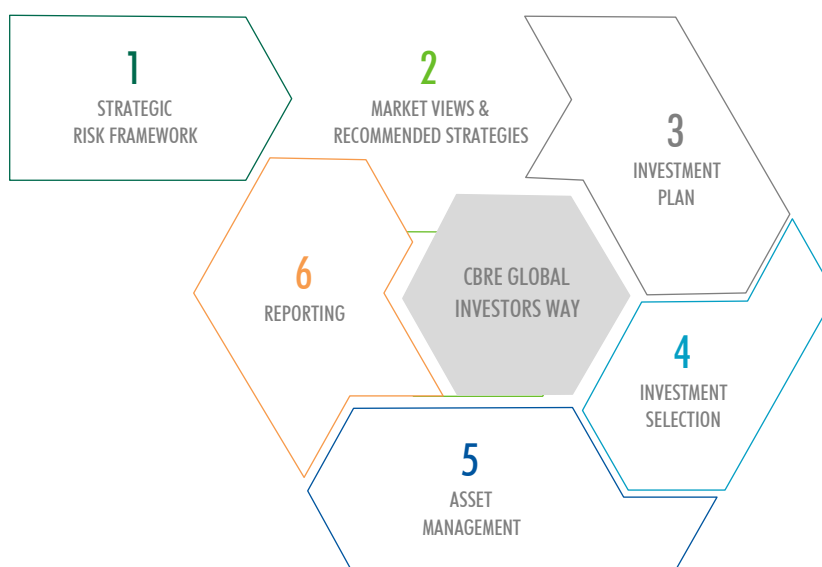 1
STRATEGIC
RISK FRAMEWORK
2
MARKET VIEWS &
RECOMMENDED STRATEGIES
3
INVESTMENT
PLAN
4
INVESTMENT
SELECTION
5
ASSET
MANAGEMENT
6
REPORTING
CBRE GLOBAL
INVESTORS WAY